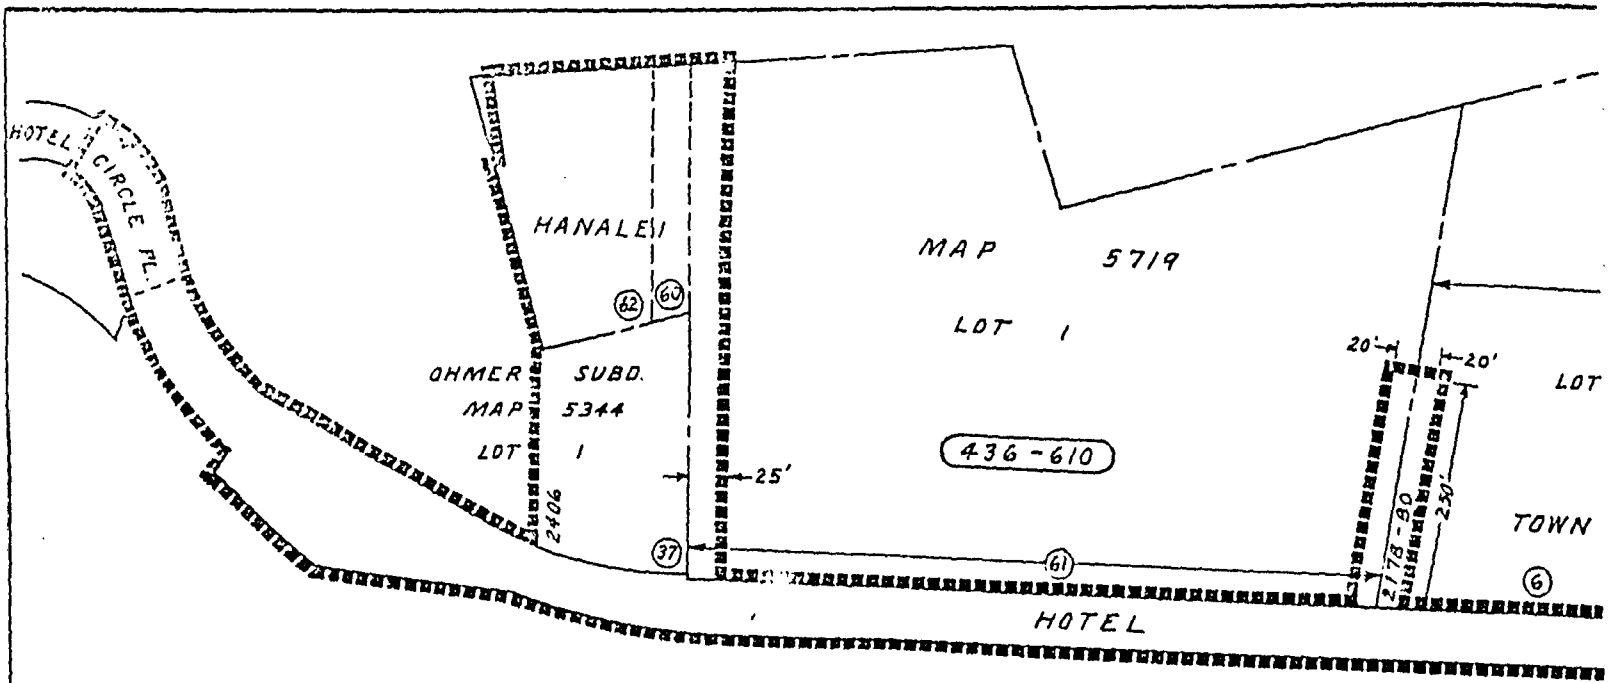 HOTEL CIRCLE PL.
HANALEI
62
60
MAP 5719
LOT 1
OHMER SUBD.
MAP 5344
LOT 1
2406
25'
37
436-610
61
20'
20'
LOT
250'
2178-80
TOWN
6
HOTEL